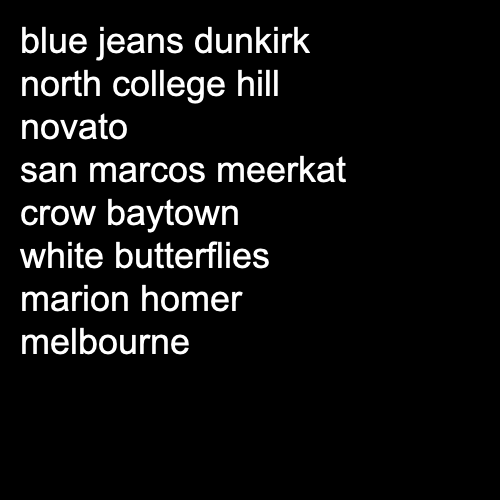 blue jeans dunkirk
north college hill
novato
san marcos meerkat
crow baytown
white butterflies
marion homer
melbourne